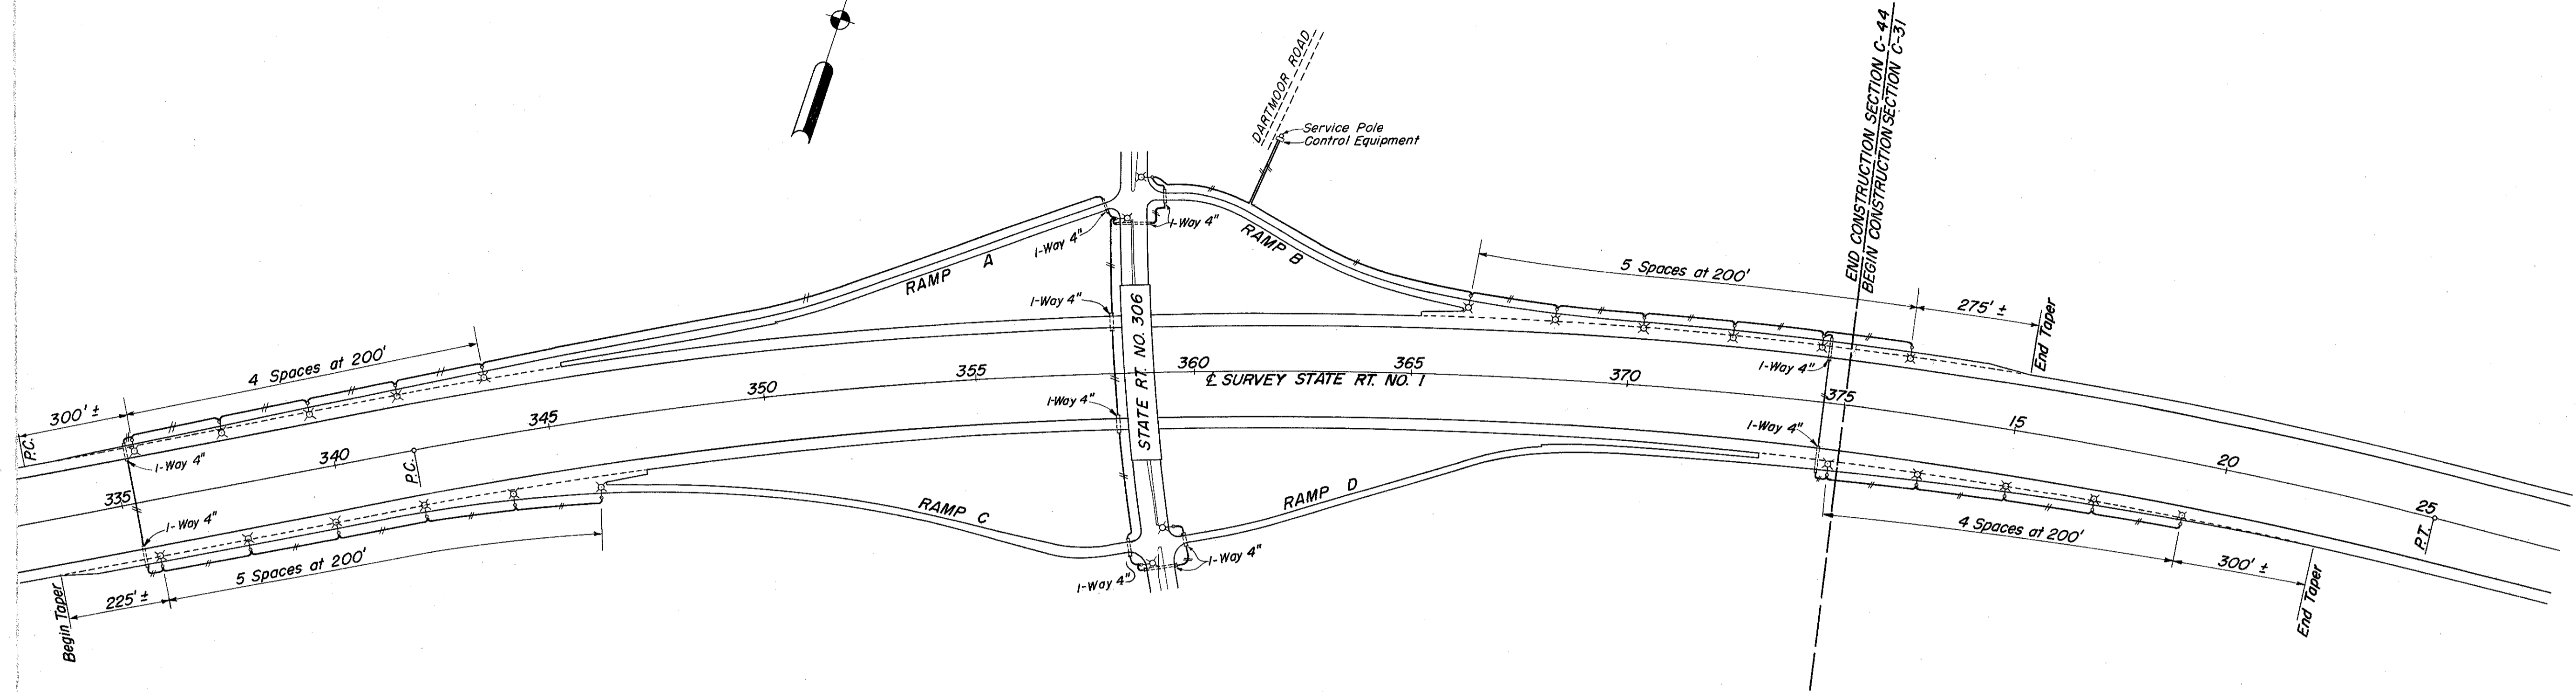 END CONSTRUCTION SECTION C-44
BEGIN CONSTRUCTION SECTION C-31
DARTMOOR ROAD
Service Pole
Control Equipment
1-Way 4"
1-Way 4"
RAMP A
RAMP B
5 Spaces at 200'
275' ±
End Taper
1-Way 4"
STATE RT. NO. 306
4 Spaces at 200'
300' ±
P.C.
1-Way 4"
335
340
P.C.
345
350
355
360
℄ SURVEY STATE RT. NO. 1
365
370
375
15
20
25
P.T.
1-Way 4"
1-Way 4"
1-Way 4"
1-Way 4"
RAMP C
RAMP D
1-Way 4"
1-Way 4"
5 Spaces at 200'
225' ±
Begin Taper
4 Spaces at 200'
300' ±
End Taper